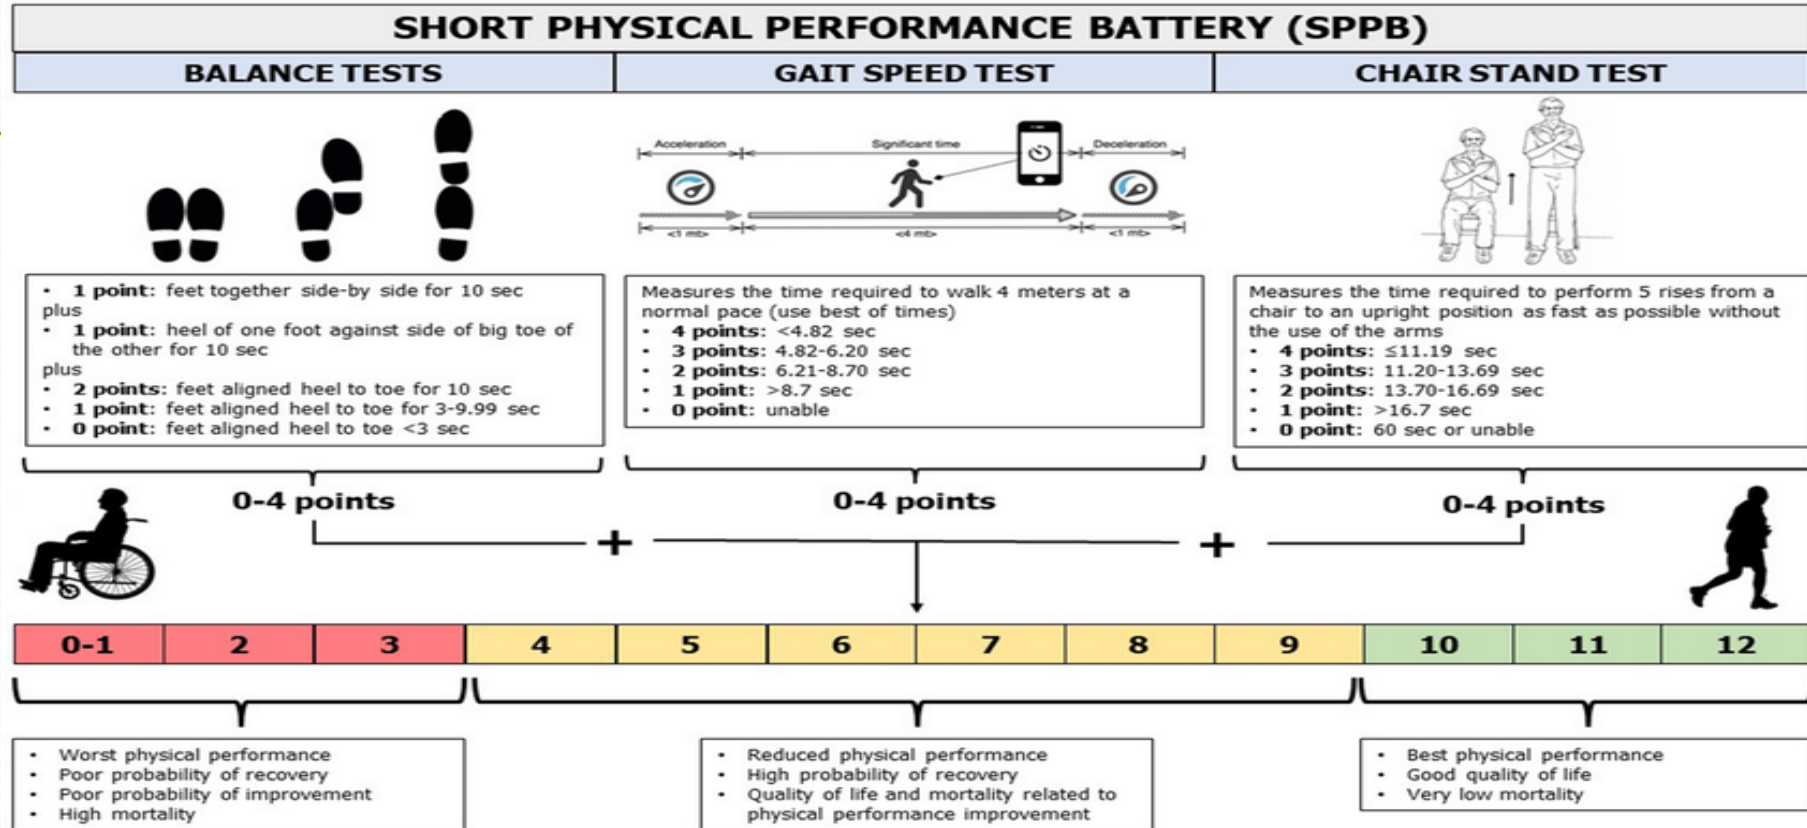 SHORT PHYSICAL PERFORMANCE BATTERY (SPPB)
BALANCE TESTS
GAIT SPEED TEST
CHAIR STAND TEST
Acceleration
Significant time
Deceleration
<1 mt>
<4 mt>
<1 mt>
• 1 point: feet together side-by side for 10 sec
plus
• 1 point: heel of one foot against side of big toe of
the other for 10 sec
plus
• 2 points: feet aligned heel to toe for 10 sec
• 1 point: feet aligned heel to toe for 3-9.99 sec
• 0 point: feet aligned heel to toe <3 sec
Measures the time required to walk 4 meters at a
normal pace (use best of times)
• 4 points: <4.82 sec
• 3 points: 4.82-6.20 sec
• 2 points: 6.21-8.70 sec
• 1 point: >8.7 sec
• 0 point: unable
Measures the time required to perform 5 rises from a
chair to an upright position as fast as possible without
the use of the arms
• 4 points: ≤11.19 sec
• 3 points: 11.20-13.69 sec
• 2 points: 13.70-16.69 sec
• 1 point: >16.7 sec
• 0 point: 60 sec or unable
0-4 points
0-4 points
0-4 points
+
+
0-1 2 3 4 5 6 7 8 9 10 11 12
• Worst physical performance
• Poor probability of recovery
• Poor probability of improvement
• High mortality
• Reduced physical performance
• High probability of recovery
• Quality of life and mortality related to
physical performance improvement
• Best physical performance
• Good quality of life
• Very low mortality